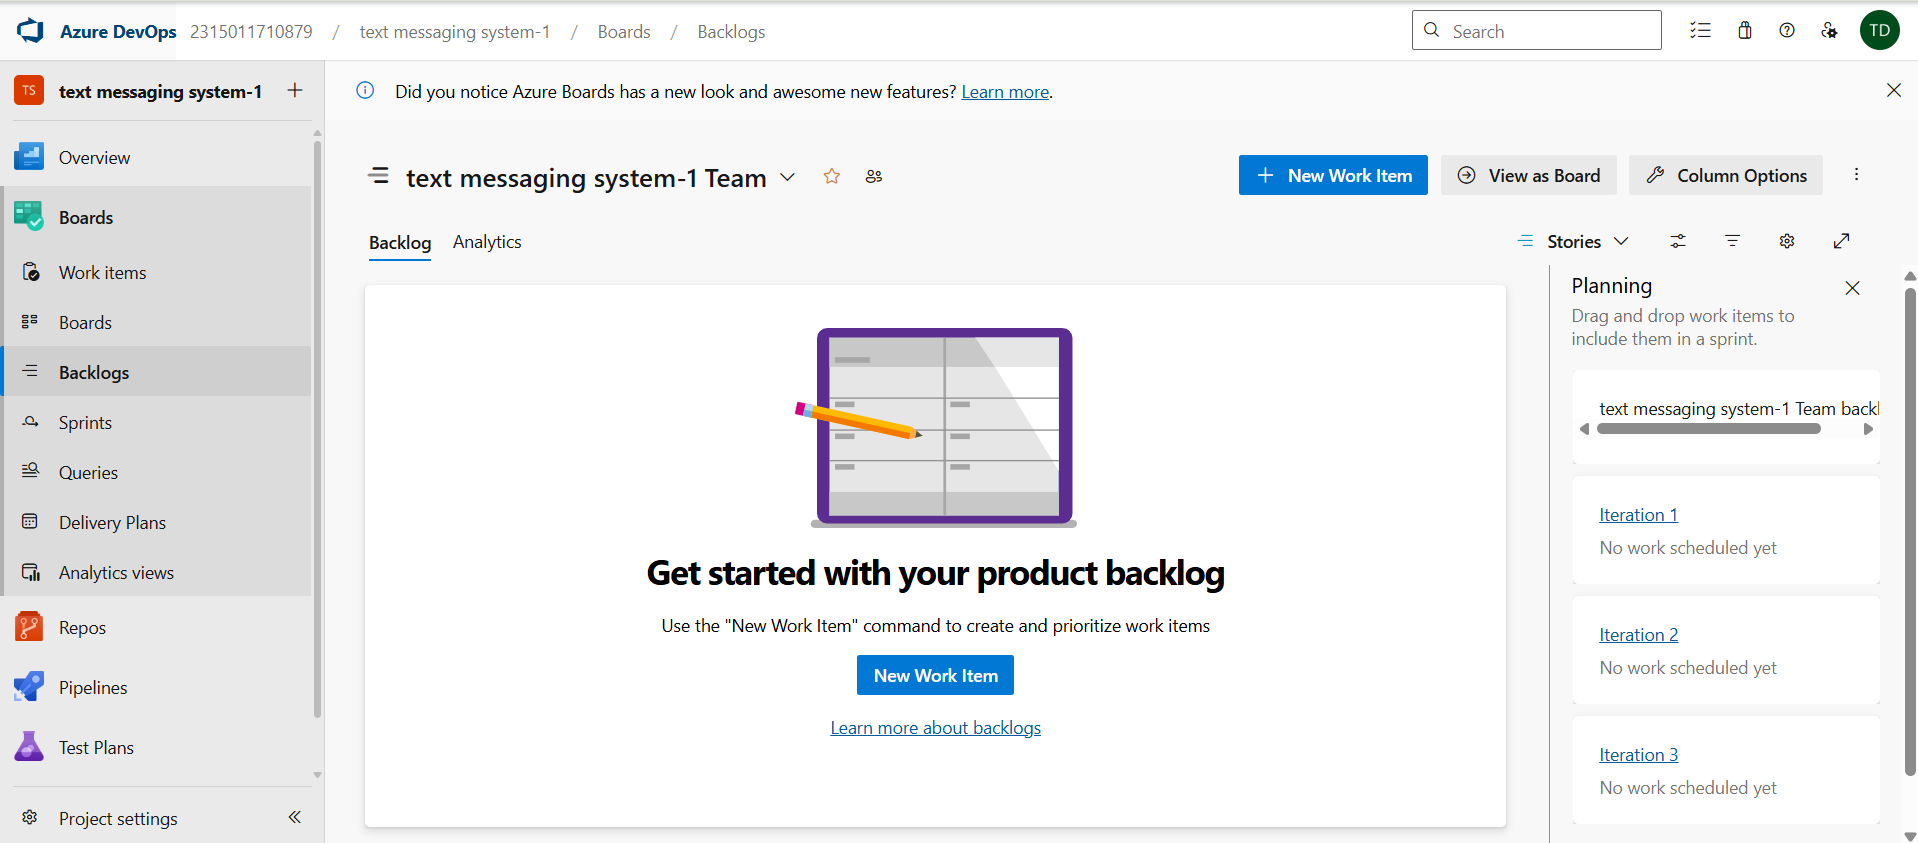 Azure DevOps 2315011710879 / text messaging system-1 / Boards / Backlogs
Search
TD
TS text messaging system-1
Did you notice Azure Boards has a new look and awesome new features? Learn more.
Overview
Boards
Work items
Boards
Backlogs
Sprints
Queries
Delivery Plans
Analytics views
Repos
Pipelines
Test Plans
Project settings
text messaging system-1 Team
New Work Item
View as Board
Column Options
Backlog Analytics
Stories
Get started with your product backlog
Use the "New Work Item" command to create and prioritize work items
New Work Item
Learn more about backlogs
Planning
Drag and drop work items to
include them in a sprint.
text messaging system-1 Team backl
Iteration 1
No work scheduled yet
Iteration 2
No work scheduled yet
Iteration 3
No work scheduled yet